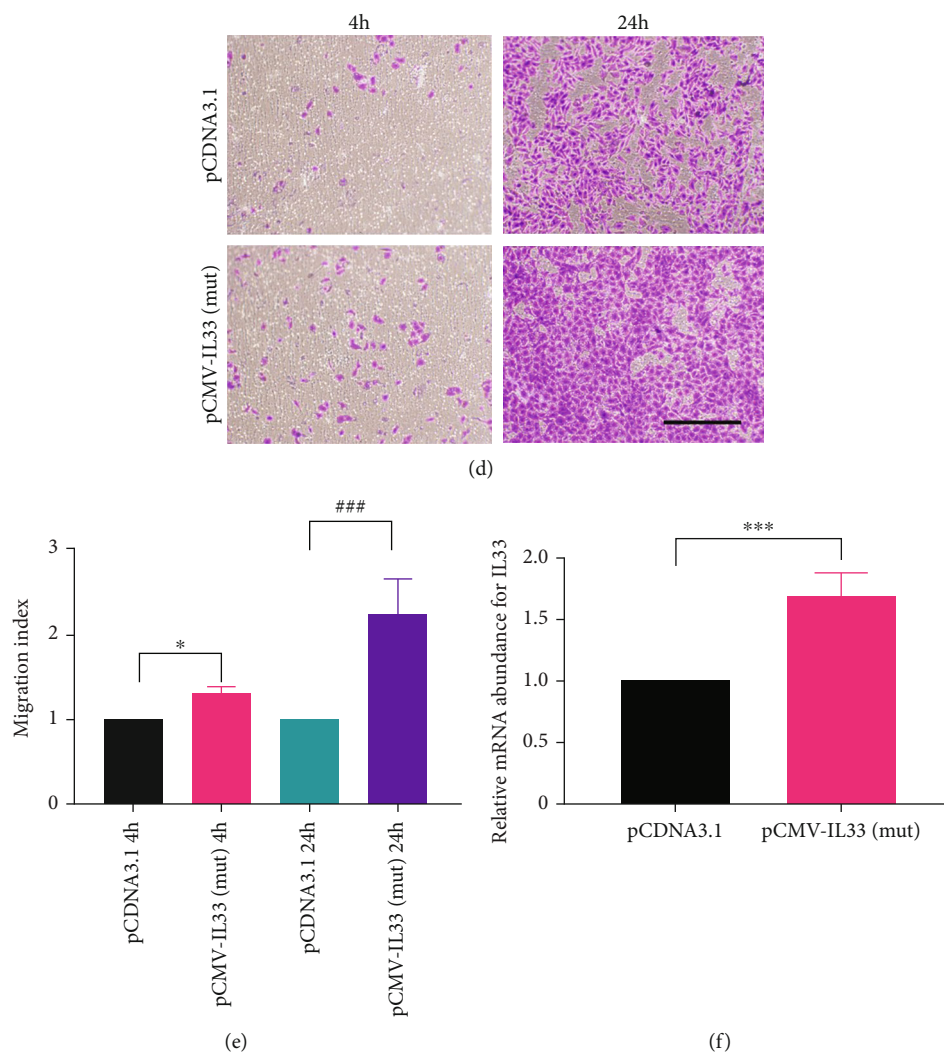 4h
24h
pCDNA3.1
pCMV-IL33 (mut)
(d)
Migration index
3
2
1
0
*
###
pCDNA3.1 4h
pCMV-IL33 (mut) 4h
pCDNA3.1 24h
pCMV-IL33 (mut) 24h
(e)
Relative mRNA abundance for IL33
2.0
1.5
1.0
0.5
0
***
pCDNA3.1
pCMV-IL33 (mut)
(f)